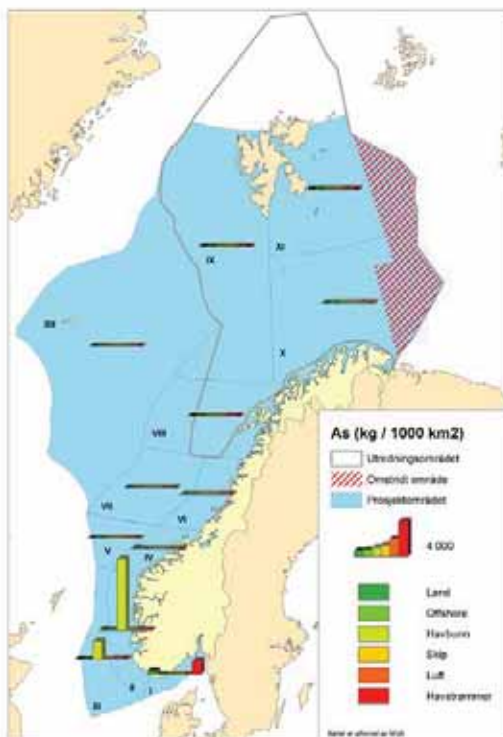 XI
IX
XII
X
VIII
VII
VI
V
IV
II
I
III
As (kg / 1000 km2)
Utredningsområdet
Omstridt område
Prosjektområdet
4 000
Land
Offshore
Havbunn
Skip
Luft
Havstrømmer